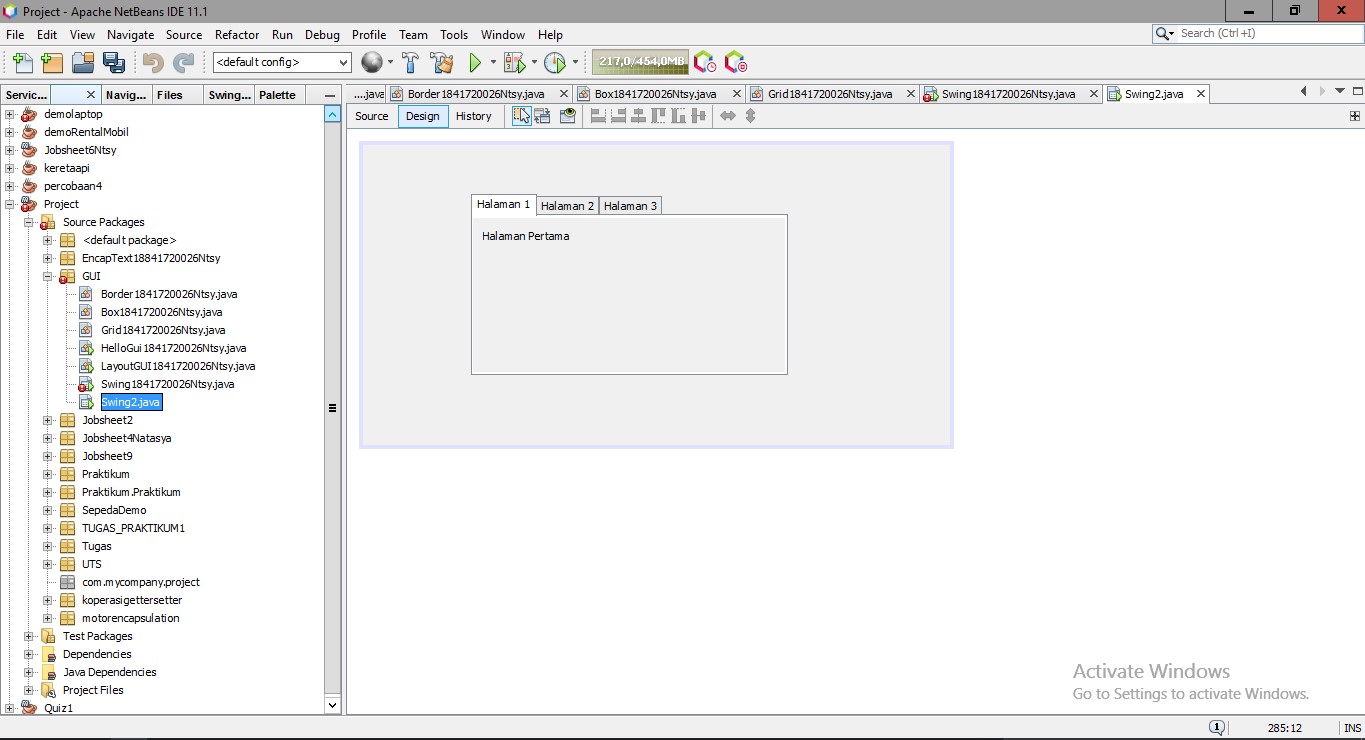 Project - Apache NetBeans IDE 11.1
File Edit View Navigate Source Refactor Run Debug Profile Team Tools Window Help
Search (Ctrl+I)
<default config>
217,0/454,0MB
Servic... Navig... Files Swing... Palette
....java Border1841720026Ntsy.java Box1841720026Ntsy.java Grid1841720026Ntsy.java Swing1841720026Ntsy.java Swing2.java
Source Design History
demolaptop
demoRentalMobil
Jobsheet6Ntsy
keretaapi
percobaan4
Project
Source Packages
<default package>
EncapText18841720026Ntsy
GUI
Border1841720026Ntsy.java
Box1841720026Ntsy.java
Grid1841720026Ntsy.java
HelloGui1841720026Ntsy.java
LayoutGUI1841720026Ntsy.java
Swing1841720026Ntsy.java
Swing2.java
Jobsheet2
Jobsheet4Natasya
Jobsheet9
Praktikum
Praktikum.Praktikum
SepedaDemo
TUGAS_PRAKTIKUM1
Tugas
UTS
com.mycompany.project
koperasigettersetter
motorencapsulation
Test Packages
Dependencies
Java Dependencies
Project Files
Quiz1
Halaman 1 Halaman 2 Halaman 3
Halaman Pertama
Activate Windows
Go to Settings to activate Windows.
1 285:12 INS